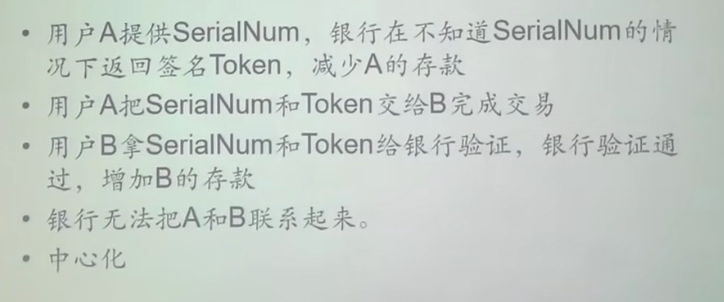 • 用户A提供SerialNum，银行在不知道SerialNum的情
况下返回签名Token，减少A的存款
• 用户A把SerialNum和Token交给B完成交易
• 用户B拿SerialNum和Token给银行验证，银行验证通
过，增加B的存款
• 银行无法把A和B联系起来。
• 中心化